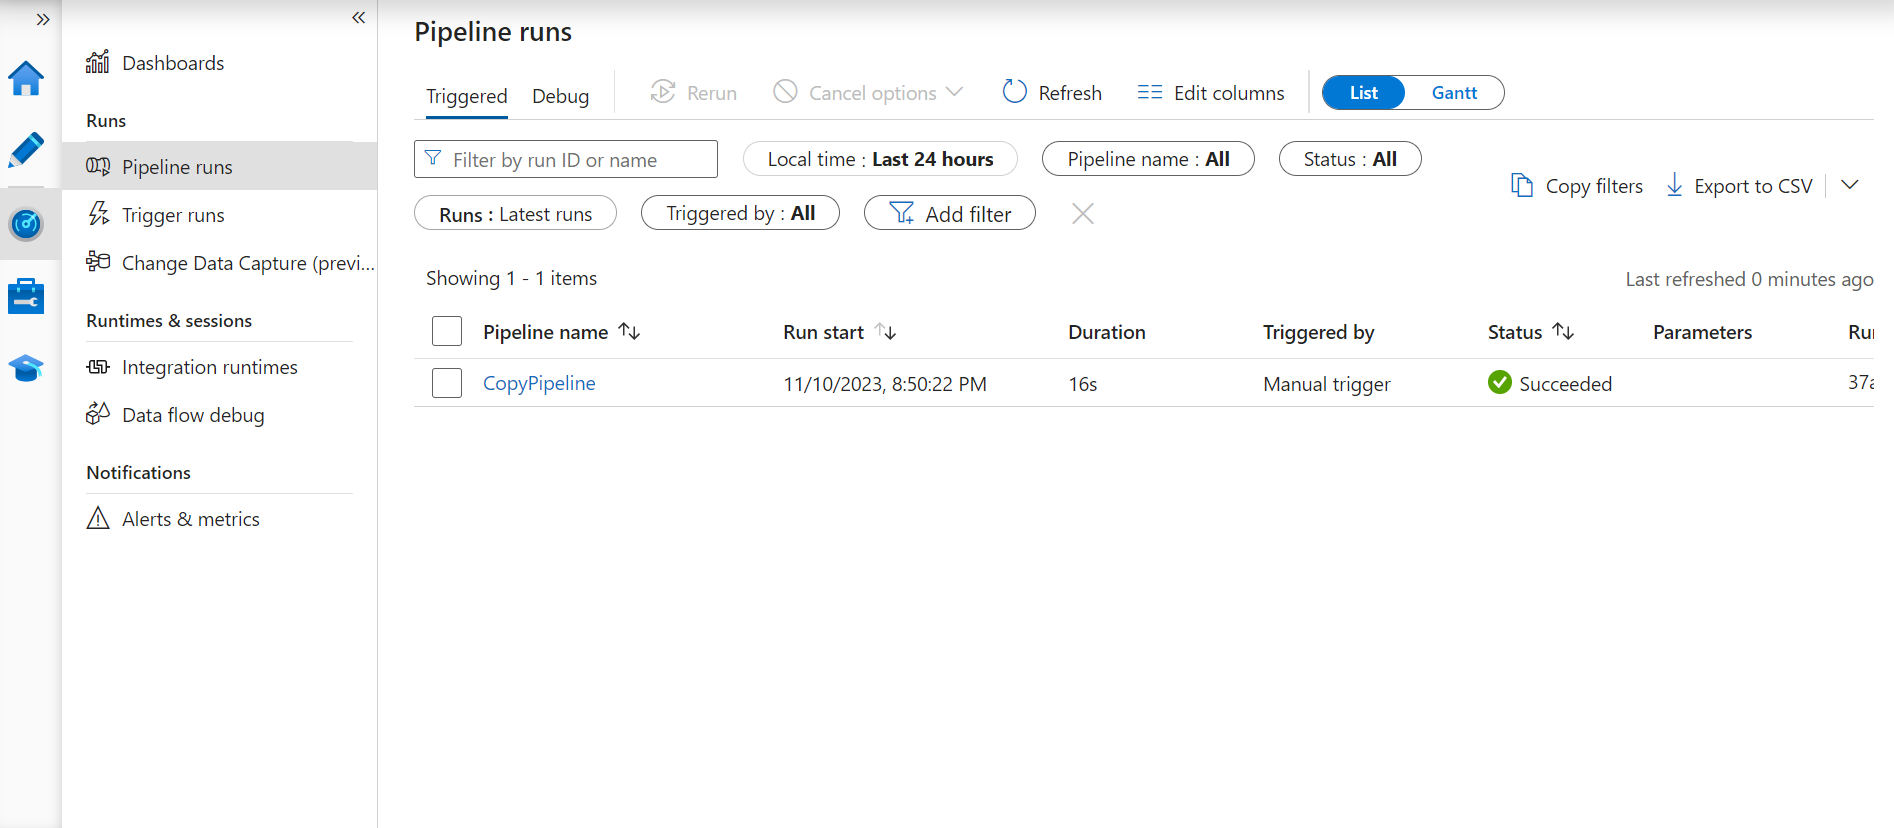 Dashboards
Runs
Pipeline runs
Trigger runs
Change Data Capture (previ...
Runtimes & sessions
Integration runtimes
Data flow debug
Notifications
Alerts & metrics
Pipeline runs
Triggered Debug Rerun Cancel options Refresh Edit columns List Gantt
Filter by run ID or name Local time : Last 24 hours Pipeline name : All Status : All
Copy filters Export to CSV
Runs : Latest runs Triggered by : All Add filter
Showing 1 - 1 items Last refreshed 0 minutes ago
Pipeline name Run start Duration Triggered by Status Parameters Ru
CopyPipeline 11/10/2023, 8:50:22 PM 16s Manual trigger Succeeded 37a